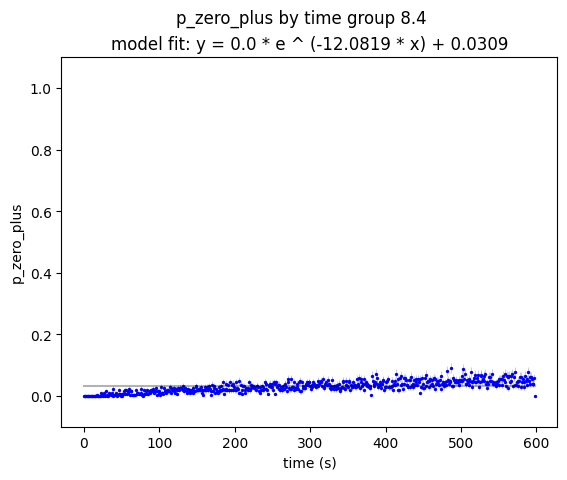 p_zero_plus by time group 8.4
model fit: y = 0.0 * e ^ (-12.0819 * x) + 0.0309
1.0
0.8
0.6
0.4
0.2
0.0
p_zero_plus
0 100 200 300 400 500 600
time (s)